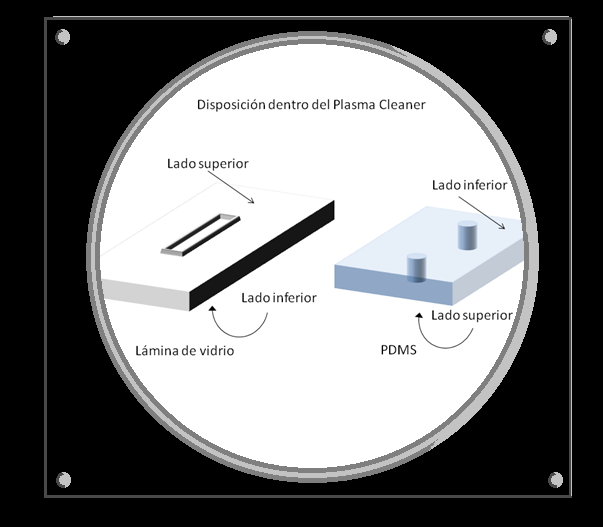 Disposición dentro del Plasma Cleaner
Lado superior
Lado inferior
Lado inferior
Lado superior
Lámina de vidrio
PDMS